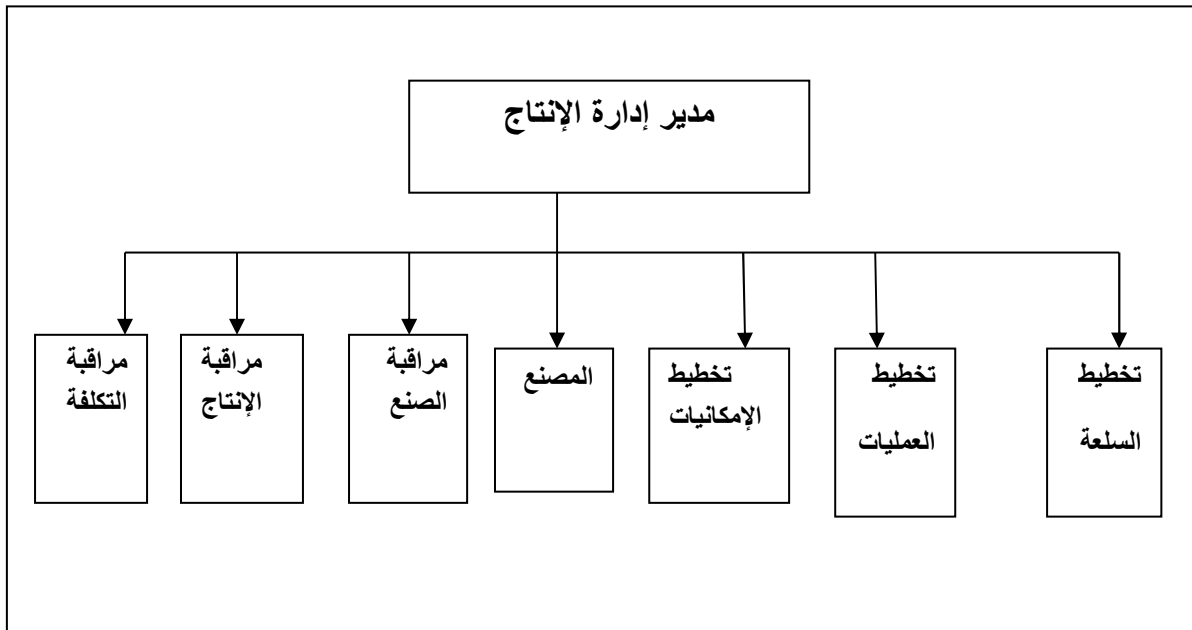 مدير إدارة الإنتاج
تخطيط
السلعة
تخطيط
العمليات
تخطيط
الإمكانيات
المصنع
مراقبة
الصنع
مراقبة
الإنتاج
مراقبة
التكلفة